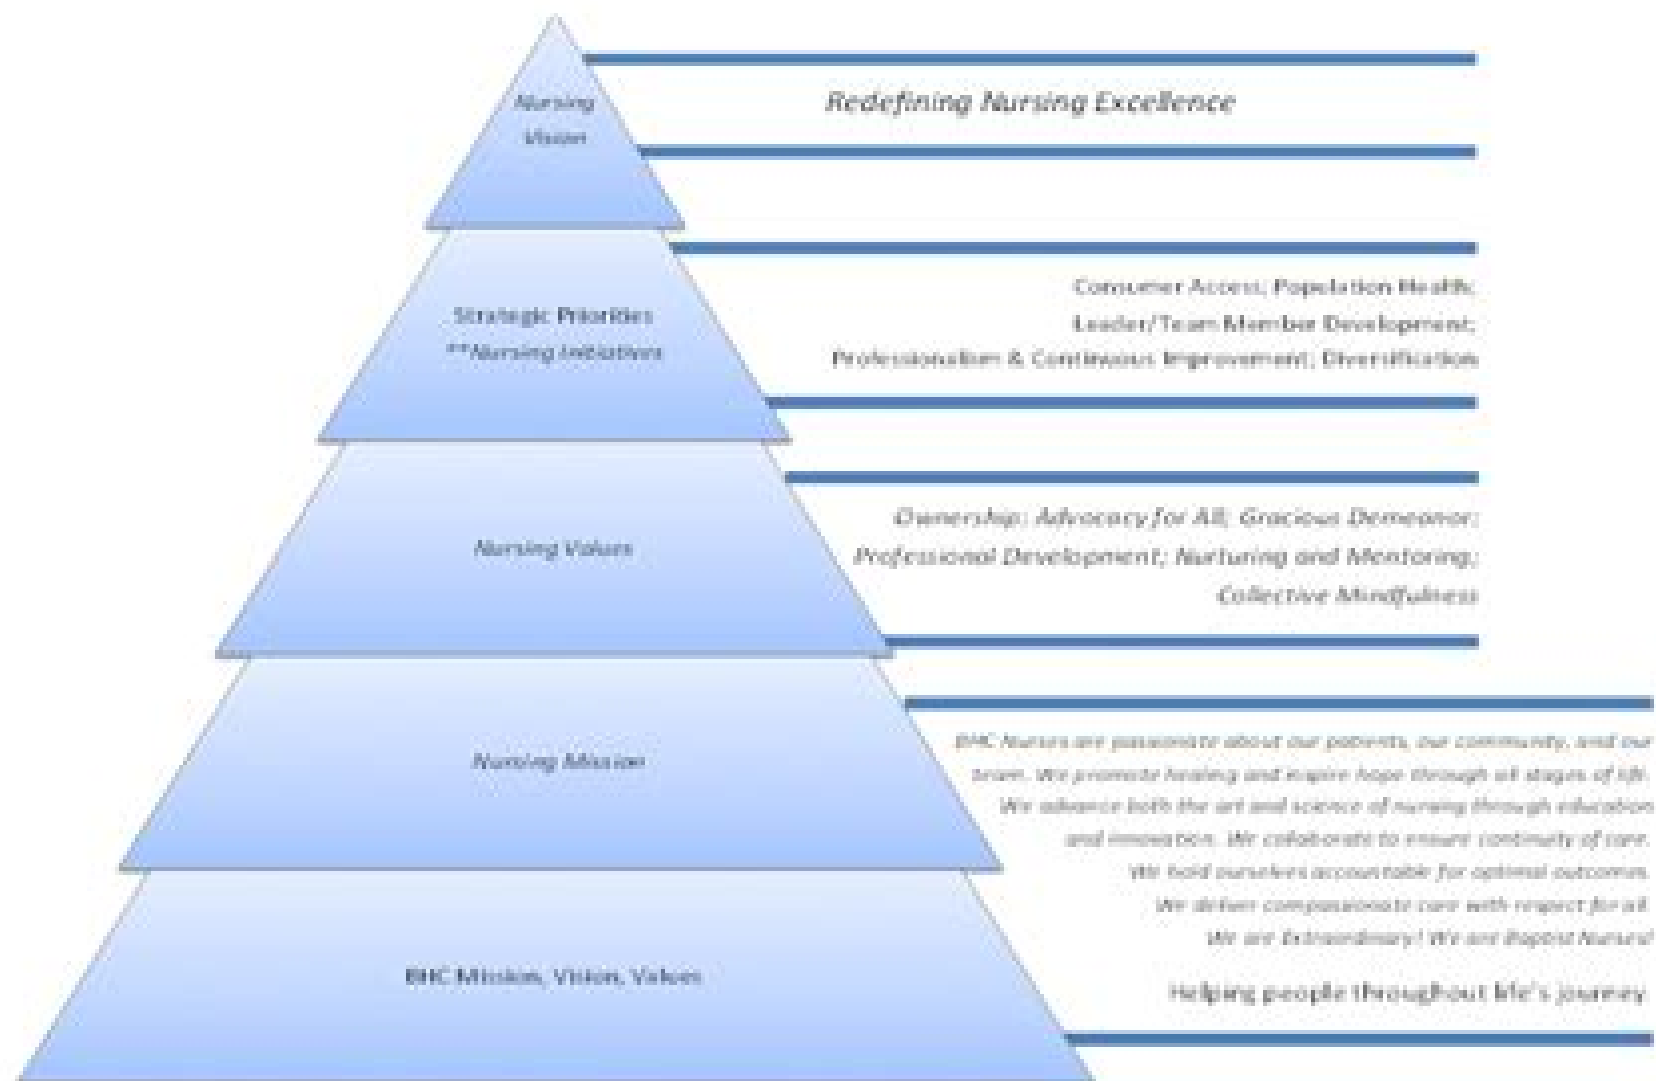 Nursing
Vision
Redefining Nursing Excellence
Strategic Priorities
**Nursing Initiatives
Consumer Access; Population Health;
Leader/Team Member Development;
Professionalism & Continuous Improvement; Diversification
Nursing Values
Ownership; Advocacy for All; Gracious Demeanor;
Professional Development; Nurturing and Mentoring;
Collective Mindfulness
Nursing Mission
BHC Nurses are passionate about our patients, our community, and our
team. We promote healing and inspire hope through all stages of life.
We advance both the art and science of nursing through education
and innovation. We collaborate to ensure continuity of care.
We hold ourselves accountable for optimal outcomes.
We deliver compassionate care with respect for all.
We are Extraordinary! We are Baptist Nurses!
BHC Mission, Vision, Values
Helping people throughout life's journey